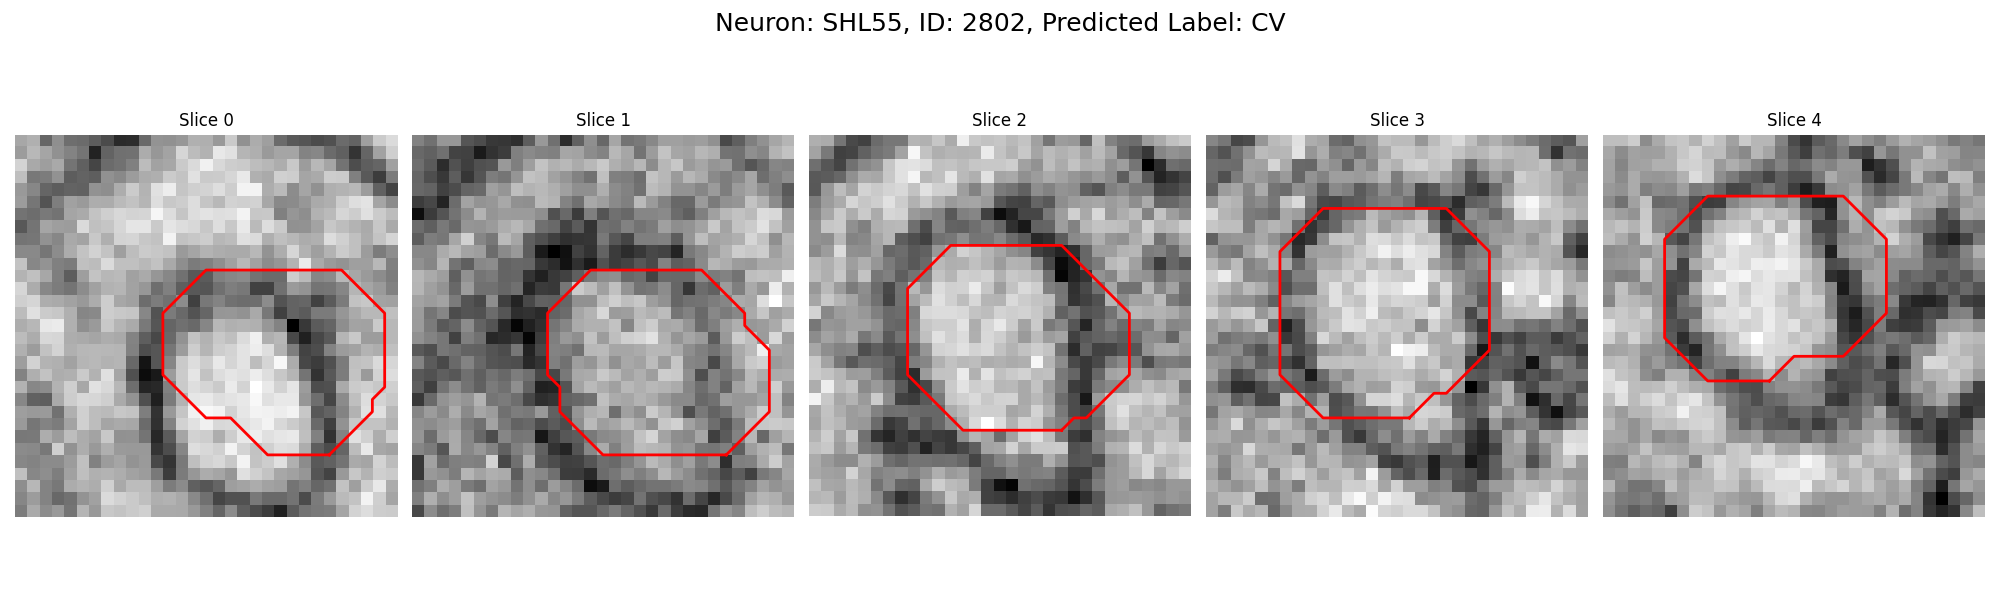 Neuron: SHL55, ID: 2802, Predicted Label: CV
Slice 0
Slice 1
Slice 2
Slice 3
Slice 4